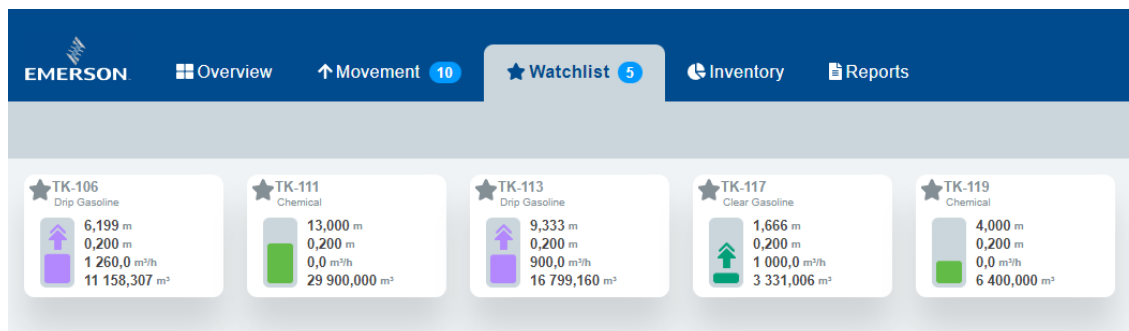 EMERSON
Overview
Movement 10
Watchlist 5
Inventory
Reports
TK-106
Drip Gasoline
6,199 m
0,200 m
1 260,0 m³/h
11 158,307 m³
TK-111
Chemical
13,000 m
0,200 m
0,0 m³/h
29 900,000 m³
TK-113
Drip Gasoline
9,333 m
0,200 m
900,0 m³/h
16 799,160 m³
TK-117
Clear Gasoline
1,666 m
0,200 m
1 000,0 m³/h
3 331,006 m³
TK-119
Chemical
4,000 m
0,200 m
0,0 m³/h
6 400,000 m³